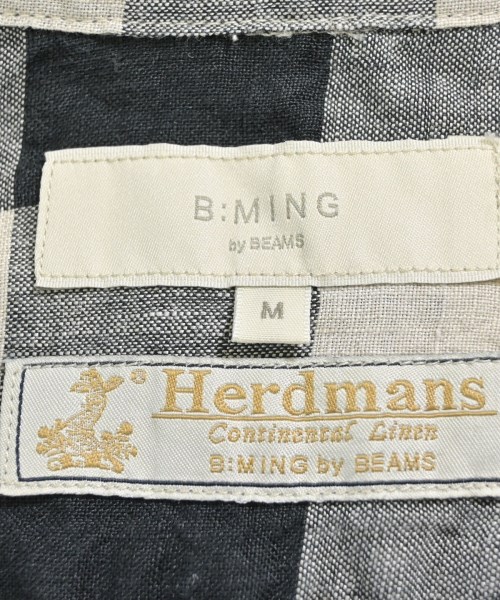 B:MING
by BEAMS
M
® Herdmans
Continental Linen
B:MING by BEAMS